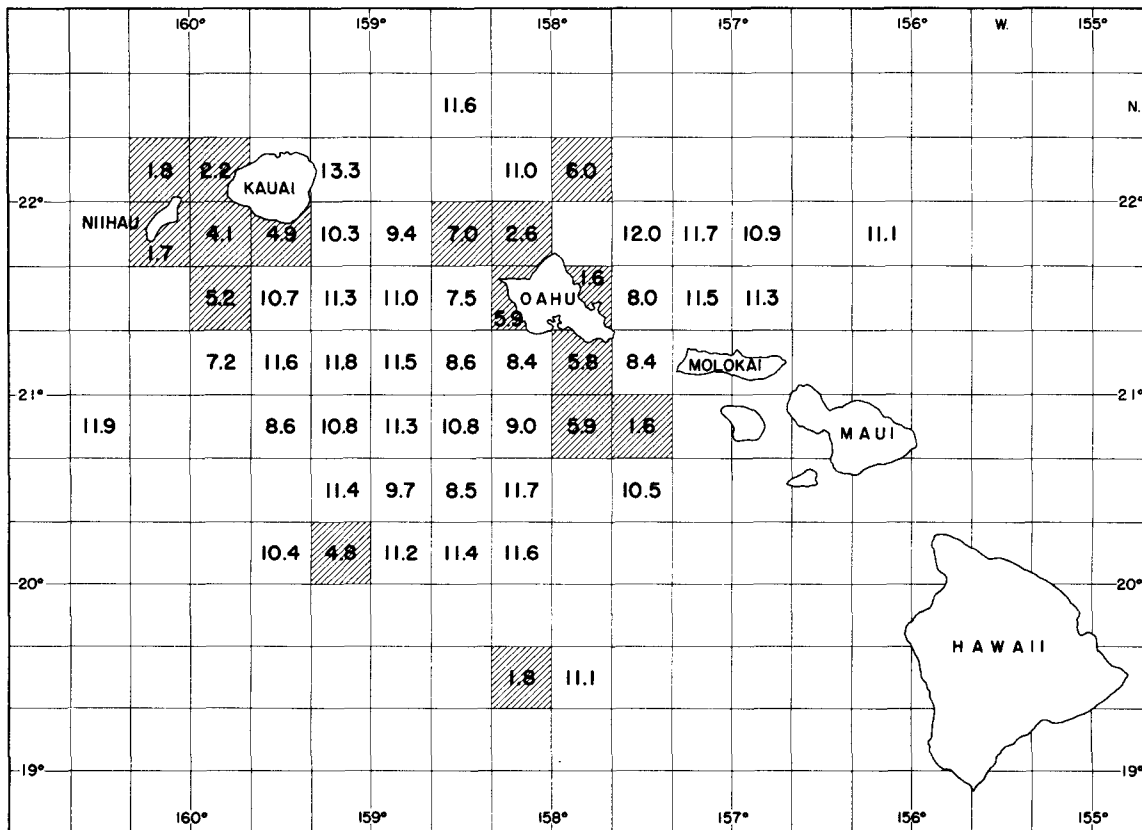 160° 159° 158° 157° 156° W. 155°
11.6 N.
1.8 2.2 KAUAI 13.3 11.0 6.0
22° 22°
NIIHAU 1.7 4.1 4.9 10.3 9.4 7.0 2.6 12.0 11.7 10.9 11.1
5.2 10.7 11.3 11.0 7.5 5.9 OAHU 1.6 8.0 11.5 11.3
7.2 11.6 11.8 11.5 8.6 8.4 5.8 8.4 MOLOKAI
21° 21°
11.9 8.6 10.8 11.3 10.8 9.0 5.9 1.6 MAUI
11.4 9.7 8.5 11.7 10.5
10.4 4.8 11.2 11.4 11.6
20° 20°
HAWAII
1.8 11.1
19° 19°
160° 159° 158° 157° 156° 155°